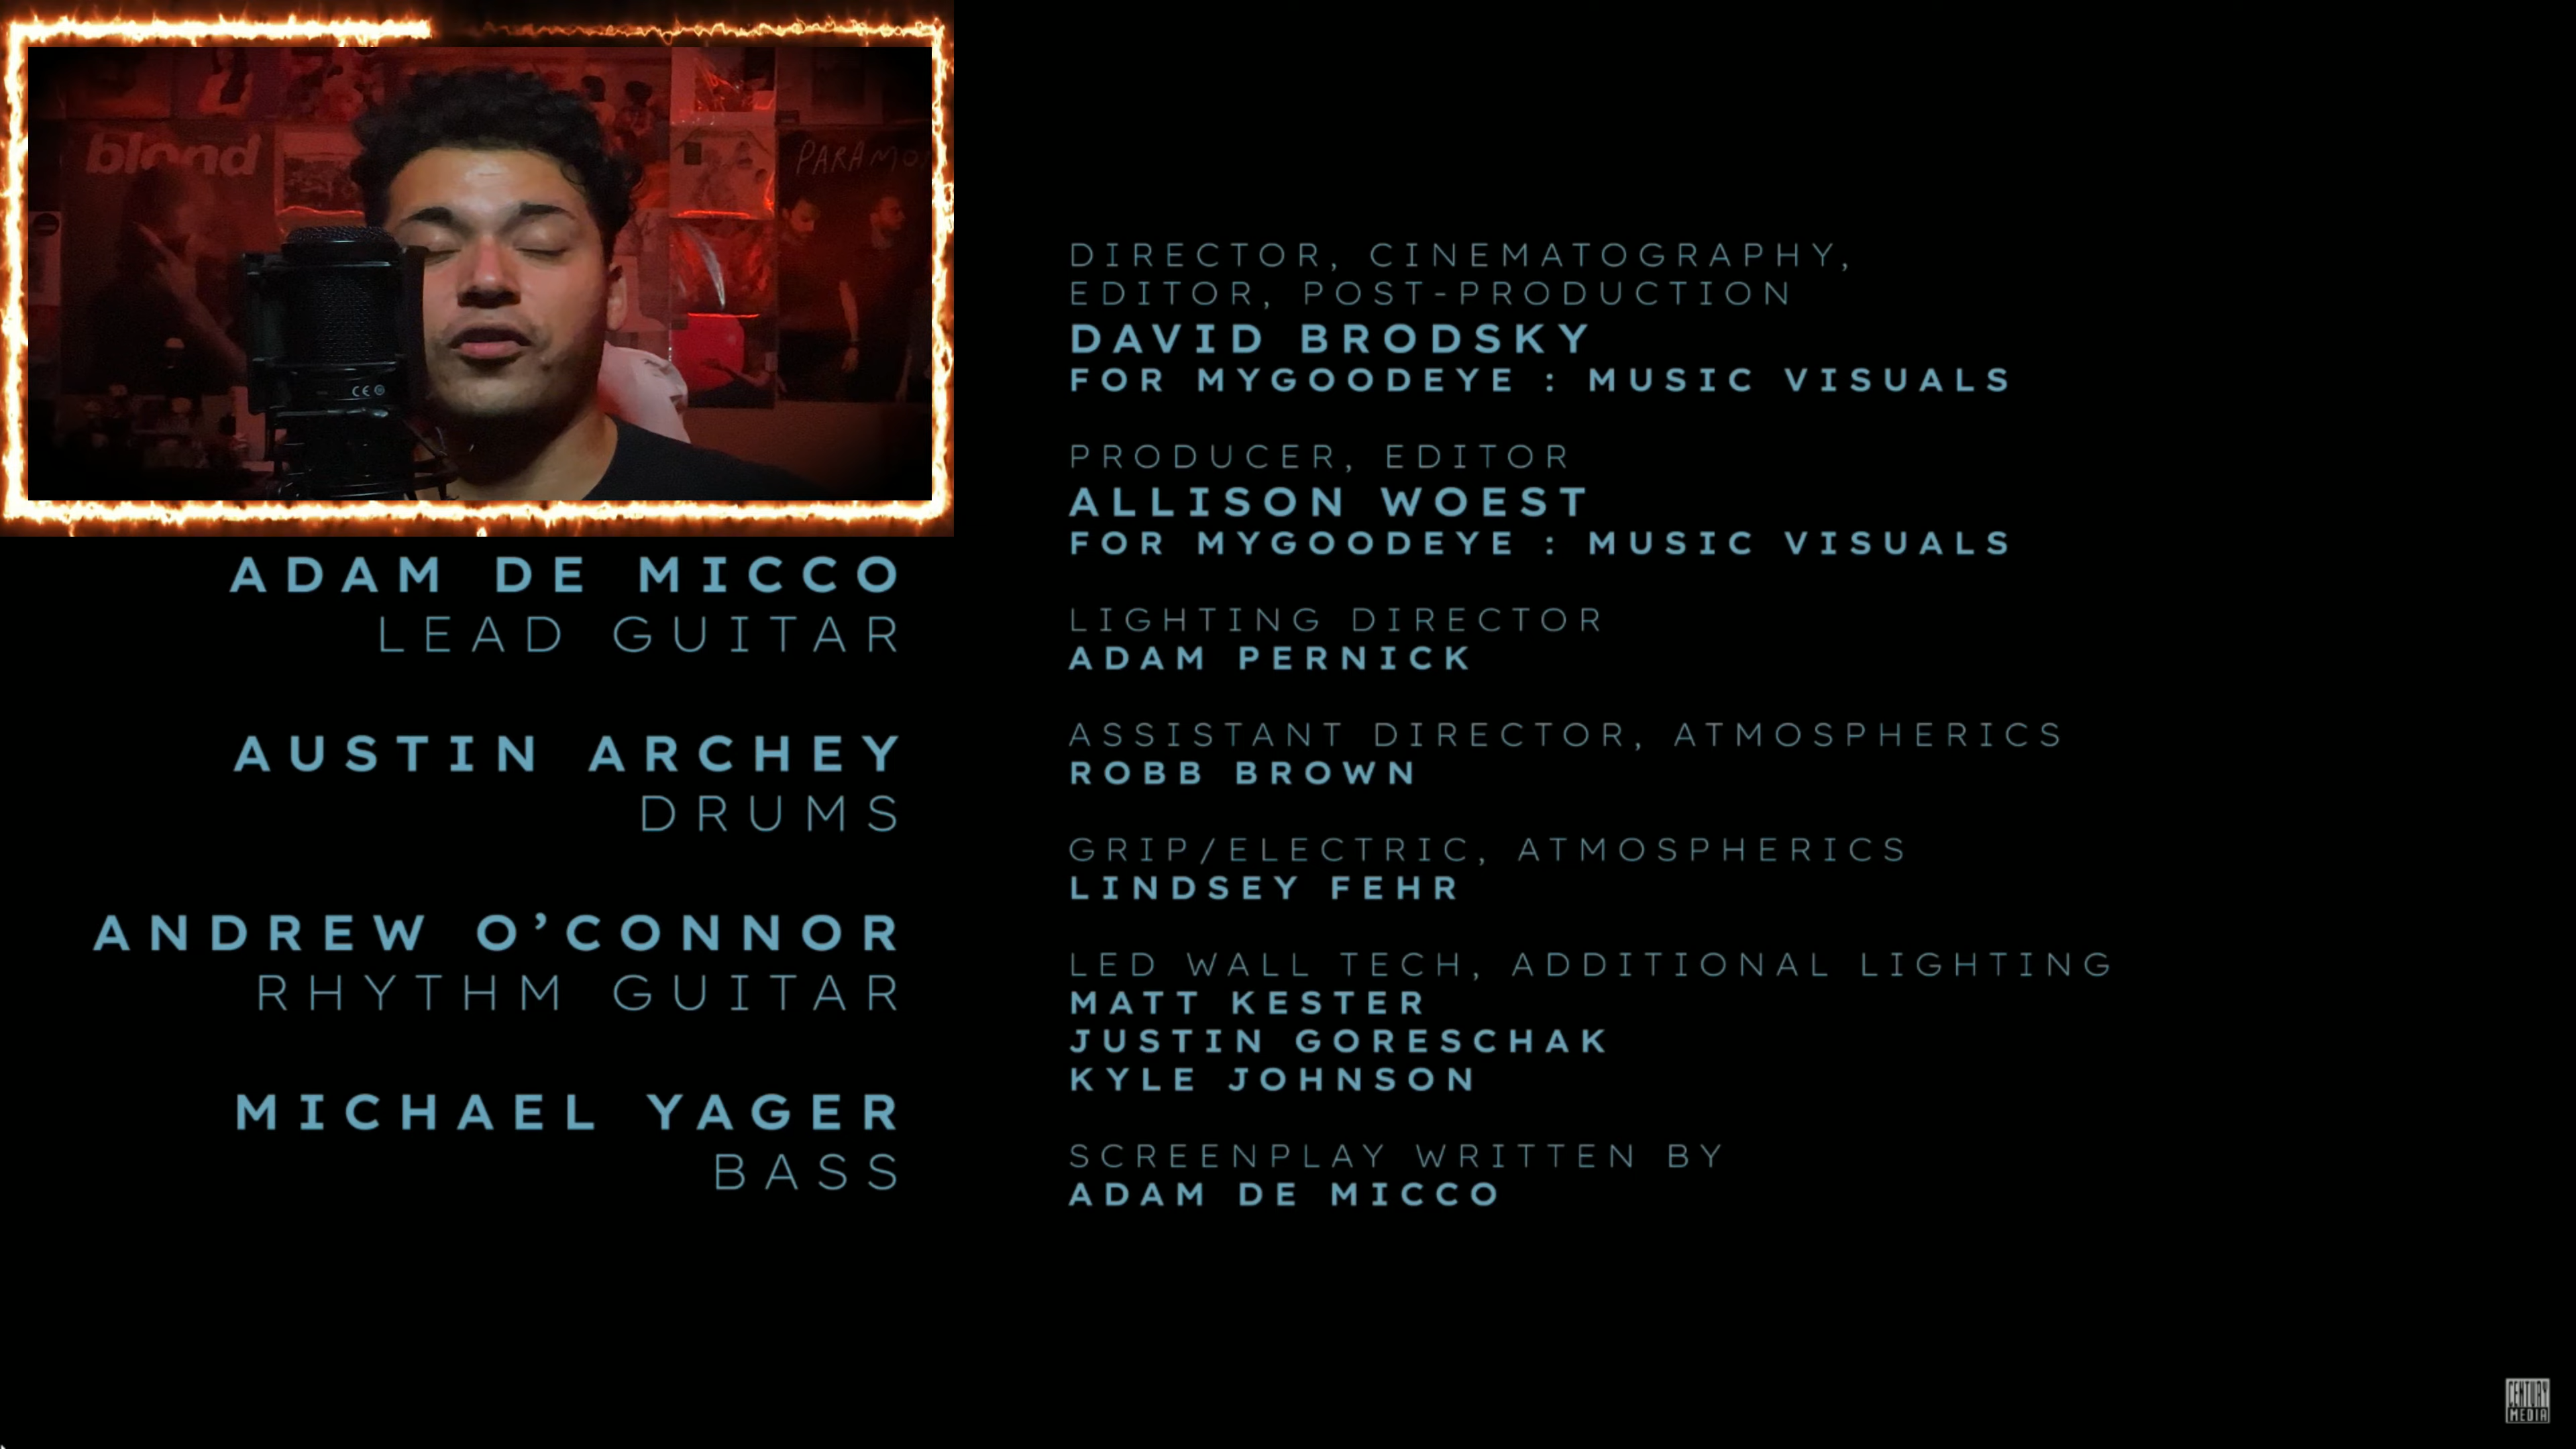 blond
PARAMO
CE
ADAM DE MICCO
LEAD GUITAR
AUSTIN ARCHEY
DRUMS
ANDREW O’CONNOR
RHYTHM GUITAR
MICHAEL YAGER
BASS
DIRECTOR, CINEMATOGRAPHY,
EDITOR, POST-PRODUCTION
DAVID BRODSKY
FOR MYGOODEYE : MUSIC VISUALS
PRODUCER, EDITOR
ALLISON WOEST
FOR MYGOODEYE : MUSIC VISUALS
LIGHTING DIRECTOR
ADAM PERNICK
ASSISTANT DIRECTOR, ATMOSPHERICS
ROBB BROWN
GRIP/ELECTRIC, ATMOSPHERICS
LINDSEY FEHR
LED WALL TECH, ADDITIONAL LIGHTING
MATT KESTER
JUSTIN GORESCHAK
KYLE JOHNSON
SCREENPLAY WRITTEN BY
ADAM DE MICCO
CENTURY
MEDIA